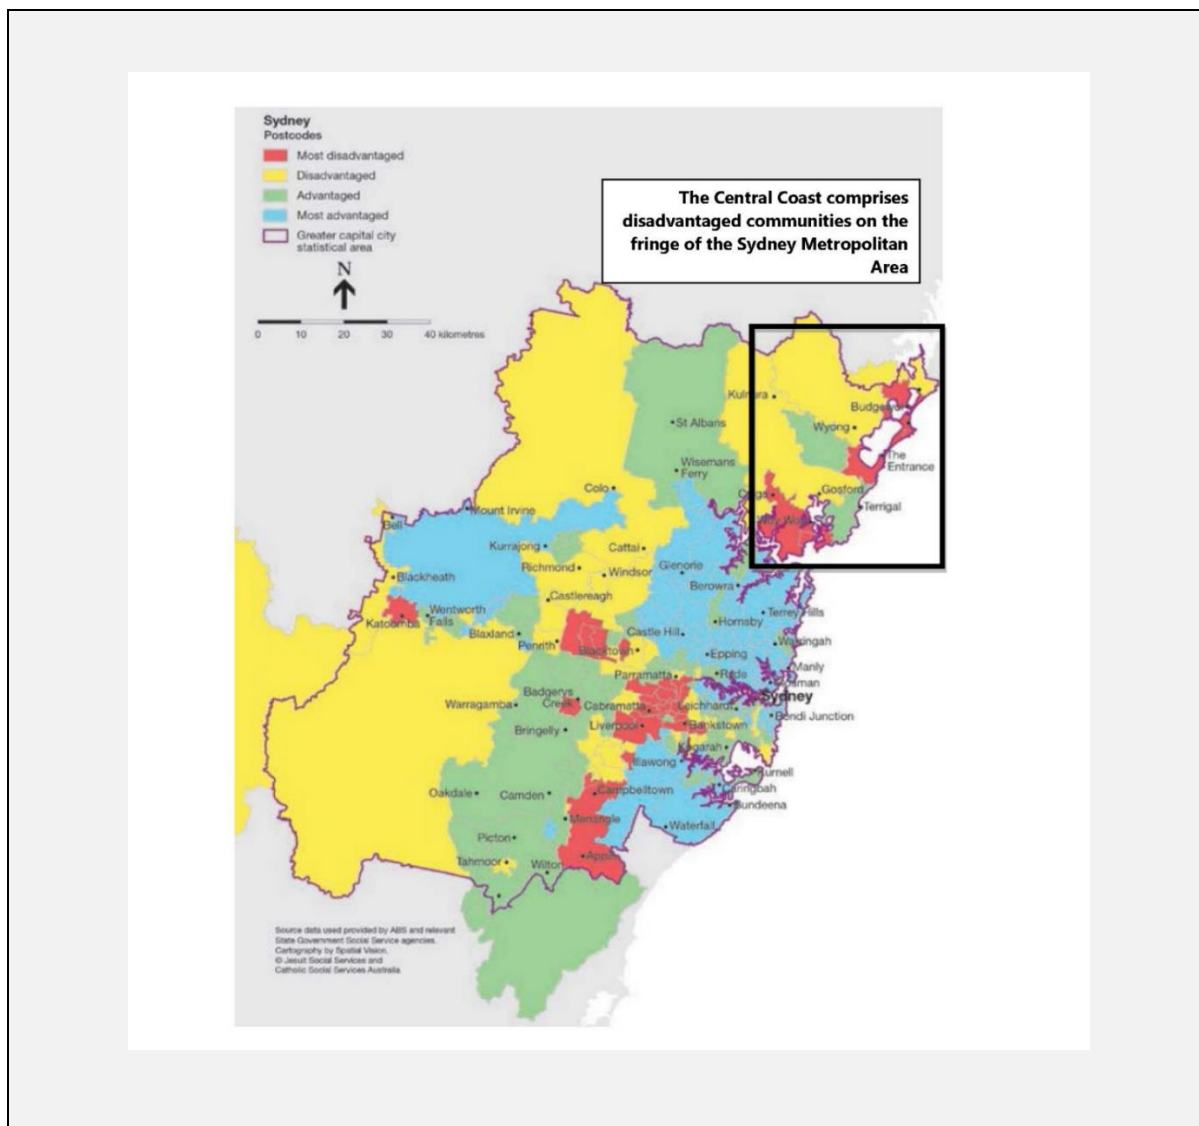 Sydney
Postcodes
Most disadvantaged
Disadvantaged
Advantaged
Most advantaged
Greater capital city
statistical area
N
0 10 20 30 40 kilometres
The Central Coast comprises
disadvantaged communities on the
fringe of the Sydney Metropolitan
Area
Kulnura
Budgewoi
St Albans
Wyong
The
Entrance
Wisemans
Ferry
Colo
Gosford
Terrigal
Mount Irvine
Bell
Kurrajong
Cattai
Glenorie
Richmond
Windsor
Blackheath
Berowra
Castlereagh
Wentworth
Falls
Terrey Hills
Katoomba
Hornsby
Blaxland
Castle Hill
Penrith
Blacktown
Epping
Manly
Parramatta
Ryde
Mosman
Badgerys
Creek
Sydney
Warragamba
Cabramatta
Leichhardt
Bondi Junction
Liverpool
Bankstown
Bringelly
Kogarah
Illawong
Kurnell
Caringbah
Oakdale
Camden
Campbelltown
Bundeena
Menangle
Waterfall
Picton
Tahmoor
Wilton
Appin
Source data used provided by ABS and relevant
State Government Social Service agencies.
Cartography by Spatial Vision.
© Jesuit Social Services and
Catholic Social Services Australia